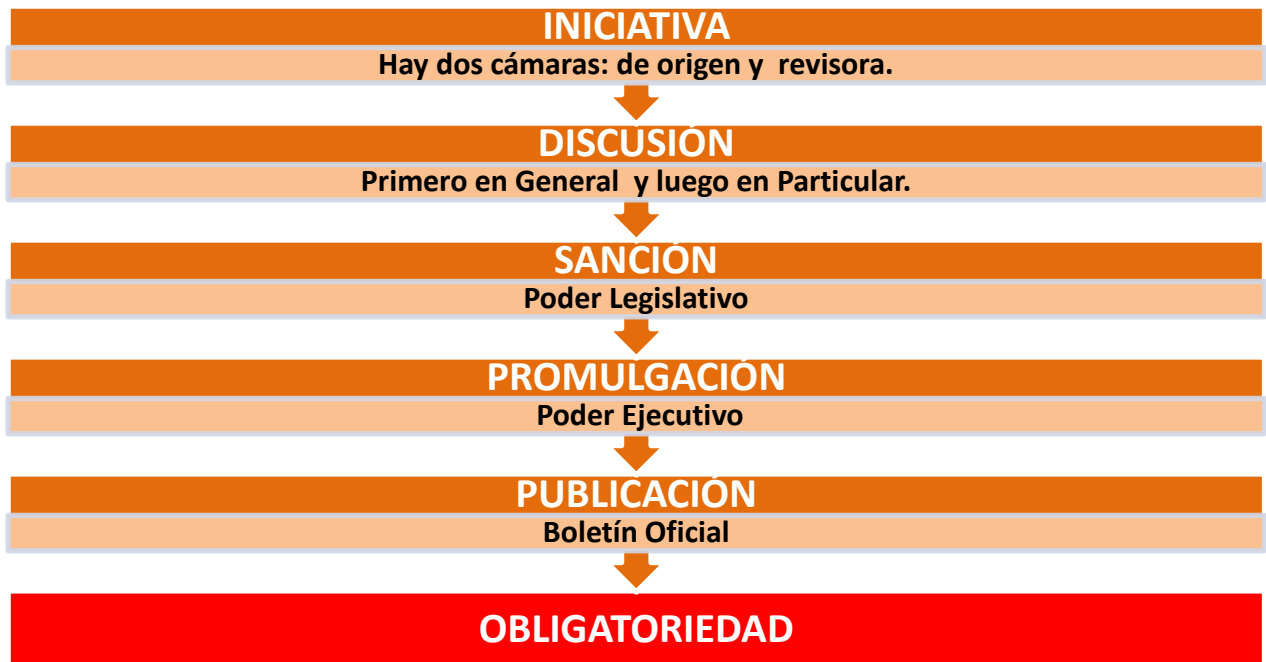 INICIATIVA
Hay dos cámaras: de origen y  revisora.
DISCUSIÓN
Primero en General  y luego en Particular.
SANCIÓN
Poder Legislativo
PROMULGACIÓN
Poder Ejecutivo
PUBLICACIÓN
Boletín Oficial
OBLIGATORIEDAD